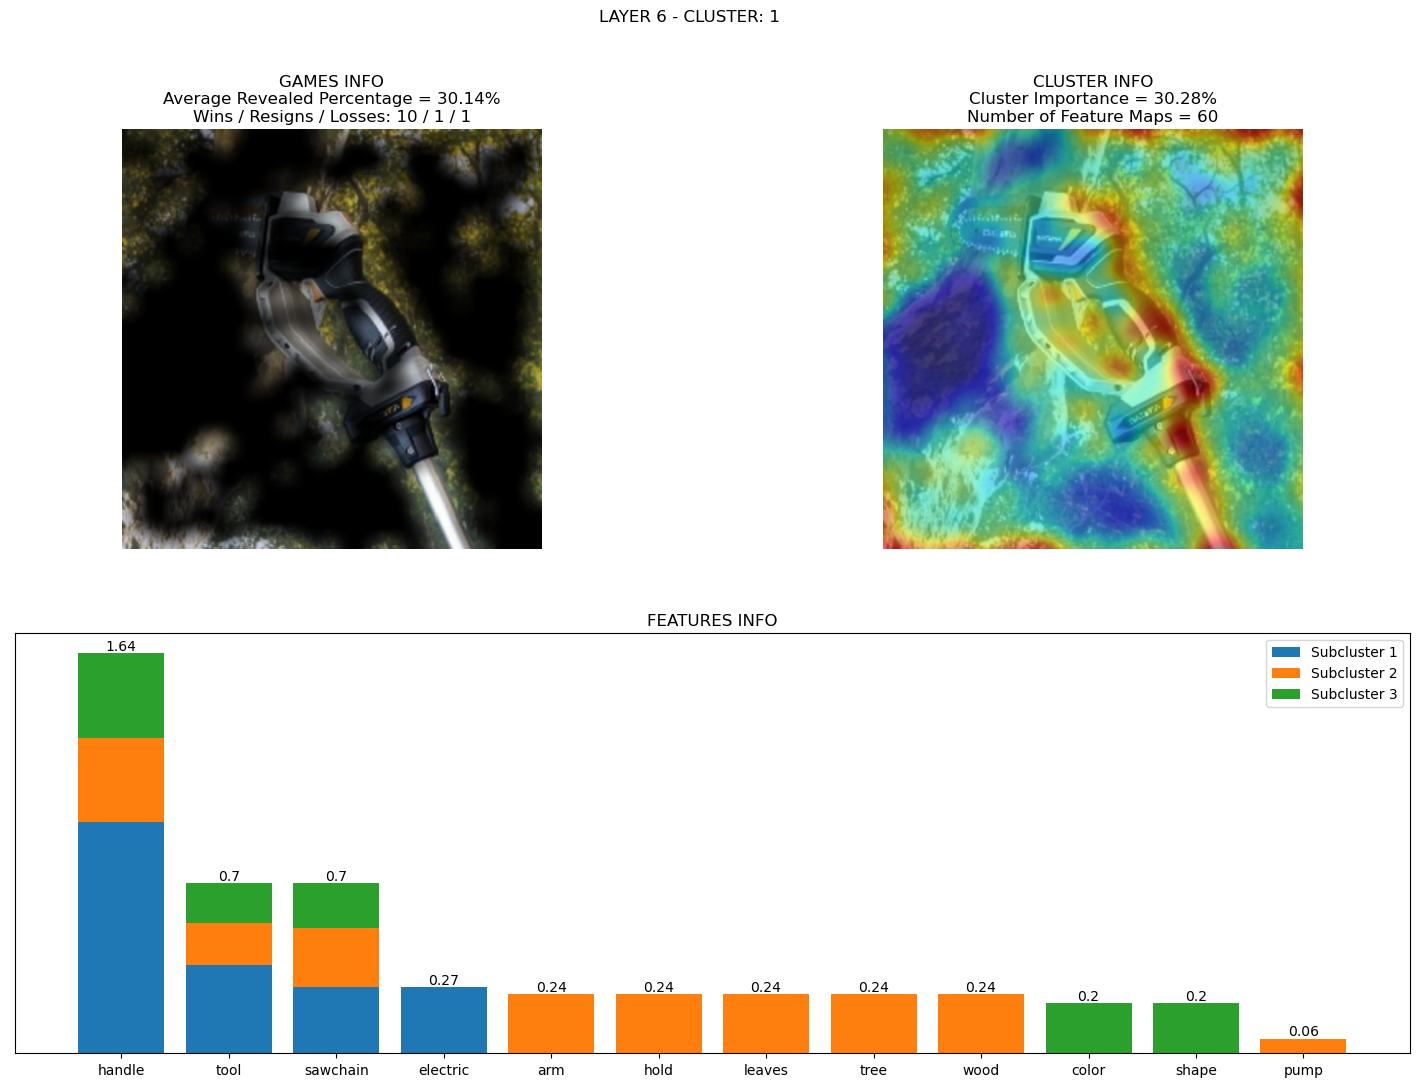 LAYER 6 - CLUSTER: 1
GAMES INFO
Average Revealed Percentage = 30.14%
Wins / Resigns / Losses: 10 / 1 / 1
CLUSTER INFO
Cluster Importance = 30.28%
Number of Feature Maps = 60
FEATURES INFO
1.64
0.7
0.7
0.27
0.24
0.24
0.24
0.24
0.24
0.2
0.2
0.06
Subcluster 1
Subcluster 2
Subcluster 3
handle
tool
sawchain
electric
arm
hold
leaves
tree
wood
color
shape
pump